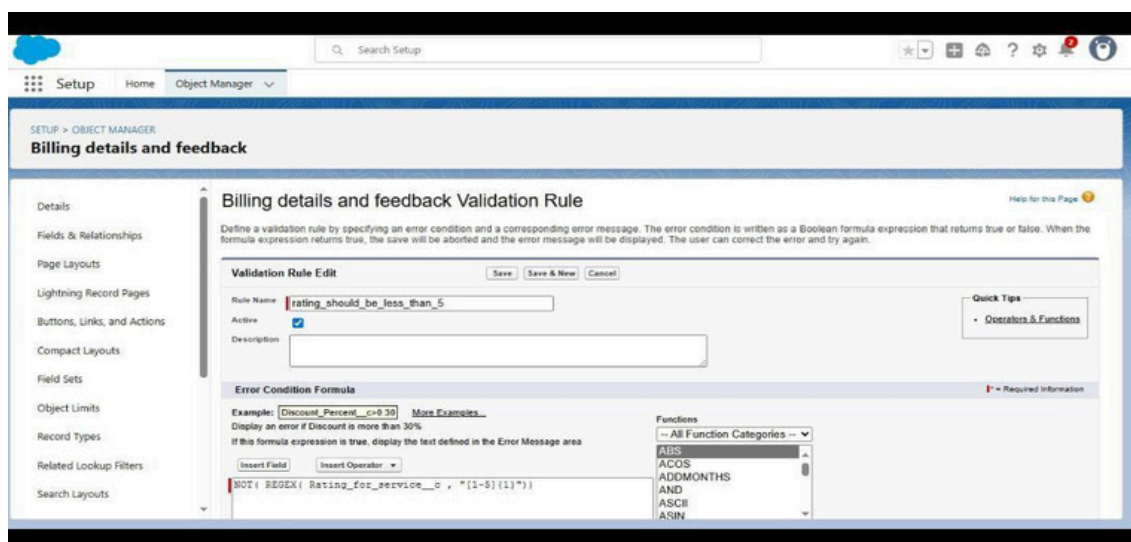 Search Setup
2
Setup
Home
Object Manager
SETUP > OBJECT MANAGER
Billing details and feedback
Details
Fields & Relationships
Page Layouts
Lightning Record Pages
Buttons, Links, and Actions
Compact Layouts
Field Sets
Object Limits
Record Types
Related Lookup Filters
Search Layouts
Billing details and feedback Validation Rule
Help for this Page
Define a validation rule by specifying an error condition and a corresponding error message. The error condition is written as a Boolean formula expression that returns true or false. When the
formula expression returns true, the save will be aborted and the error message will be displayed. The user can correct the error and try again.
Validation Rule Edit
Save
Save & New
Cancel
Rule Name
rating_should_be_less_than_5
Active
Description
Quick Tips
• Operators & Functions
Error Condition Formula
= Required Information
Example: Discount_Percent__c>0.30 More Examples...
Display an error if Discount is more than 30%
If this formula expression is true, display the text defined in the Error Message area
Insert Field
Insert Operator
NOT( REGEX( Rating_for_service__c , "[1-5]{1}"))
Functions
-- All Function Categories --
ABS
ACOS
ADDMONTHS
AND
ASCII
ASIN